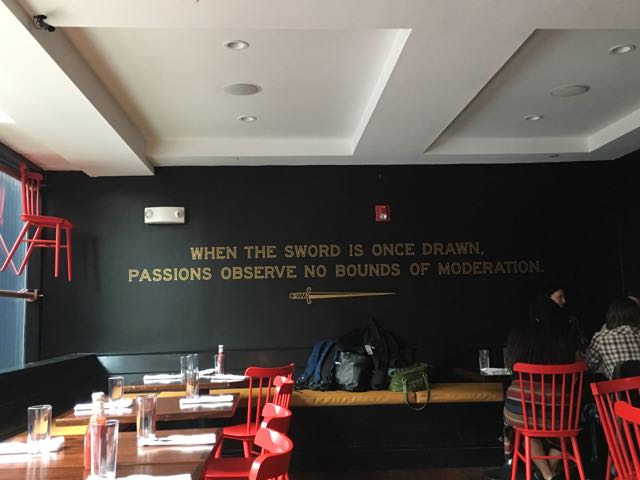 WHEN THE SWORD IS ONCE DRAWN,
PASSIONS OBSERVE NO BOUNDS OF MODERATION.